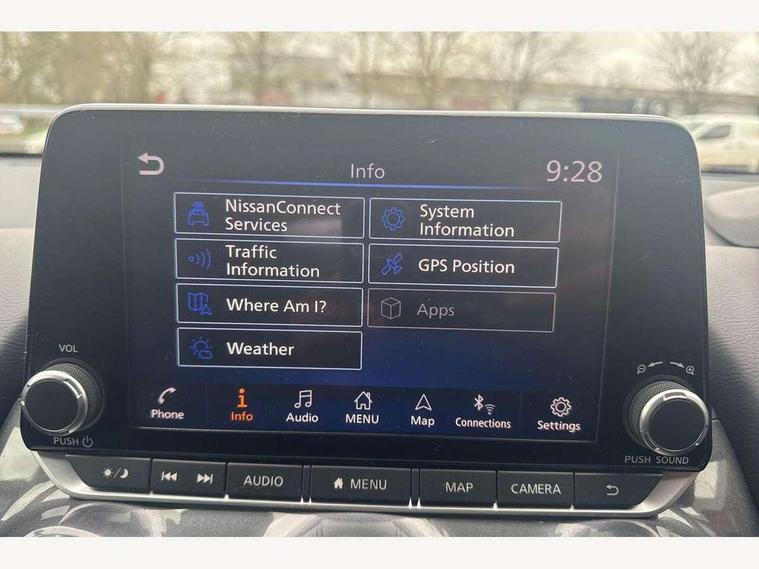 Info
9:28
NissanConnect
Services
System
Information
Traffic
Information
GPS Position
Where Am I?
Apps
Weather
Phone
Info
Audio
MENU
Map
Connections
Settings
VOL
PUSH
PUSH SOUND
AUDIO
MENU
MAP
CAMERA